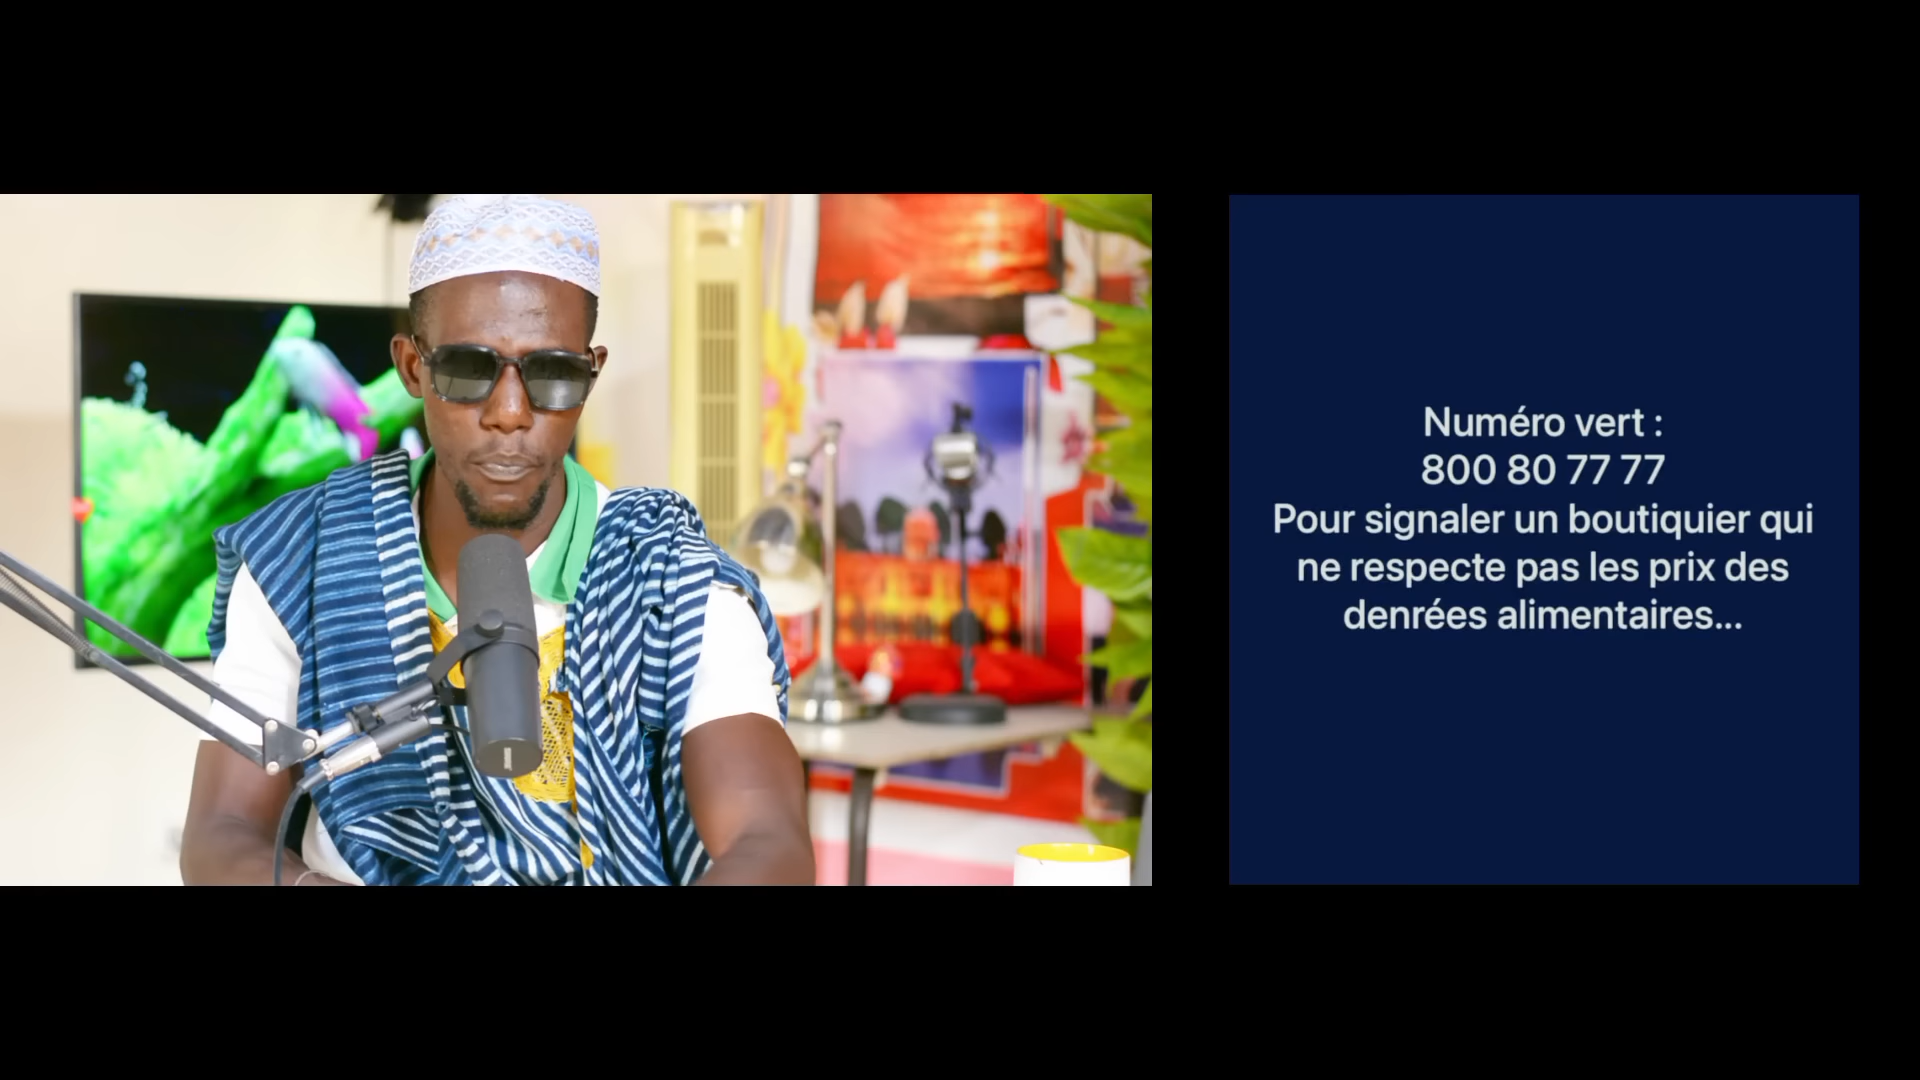 Numéro vert :
800 80 77 77
Pour signaler un boutiquier qui
ne respecte pas les prix des
denrées alimentaires...